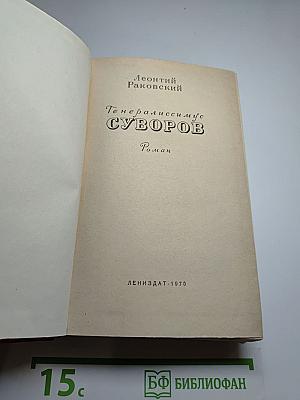 Леонтий
Раковский
Генералиссимус
СУВОРОВ
Роман
ЛЕНИЗДАТ·1970
15с
БФ БИБЛИОФАН